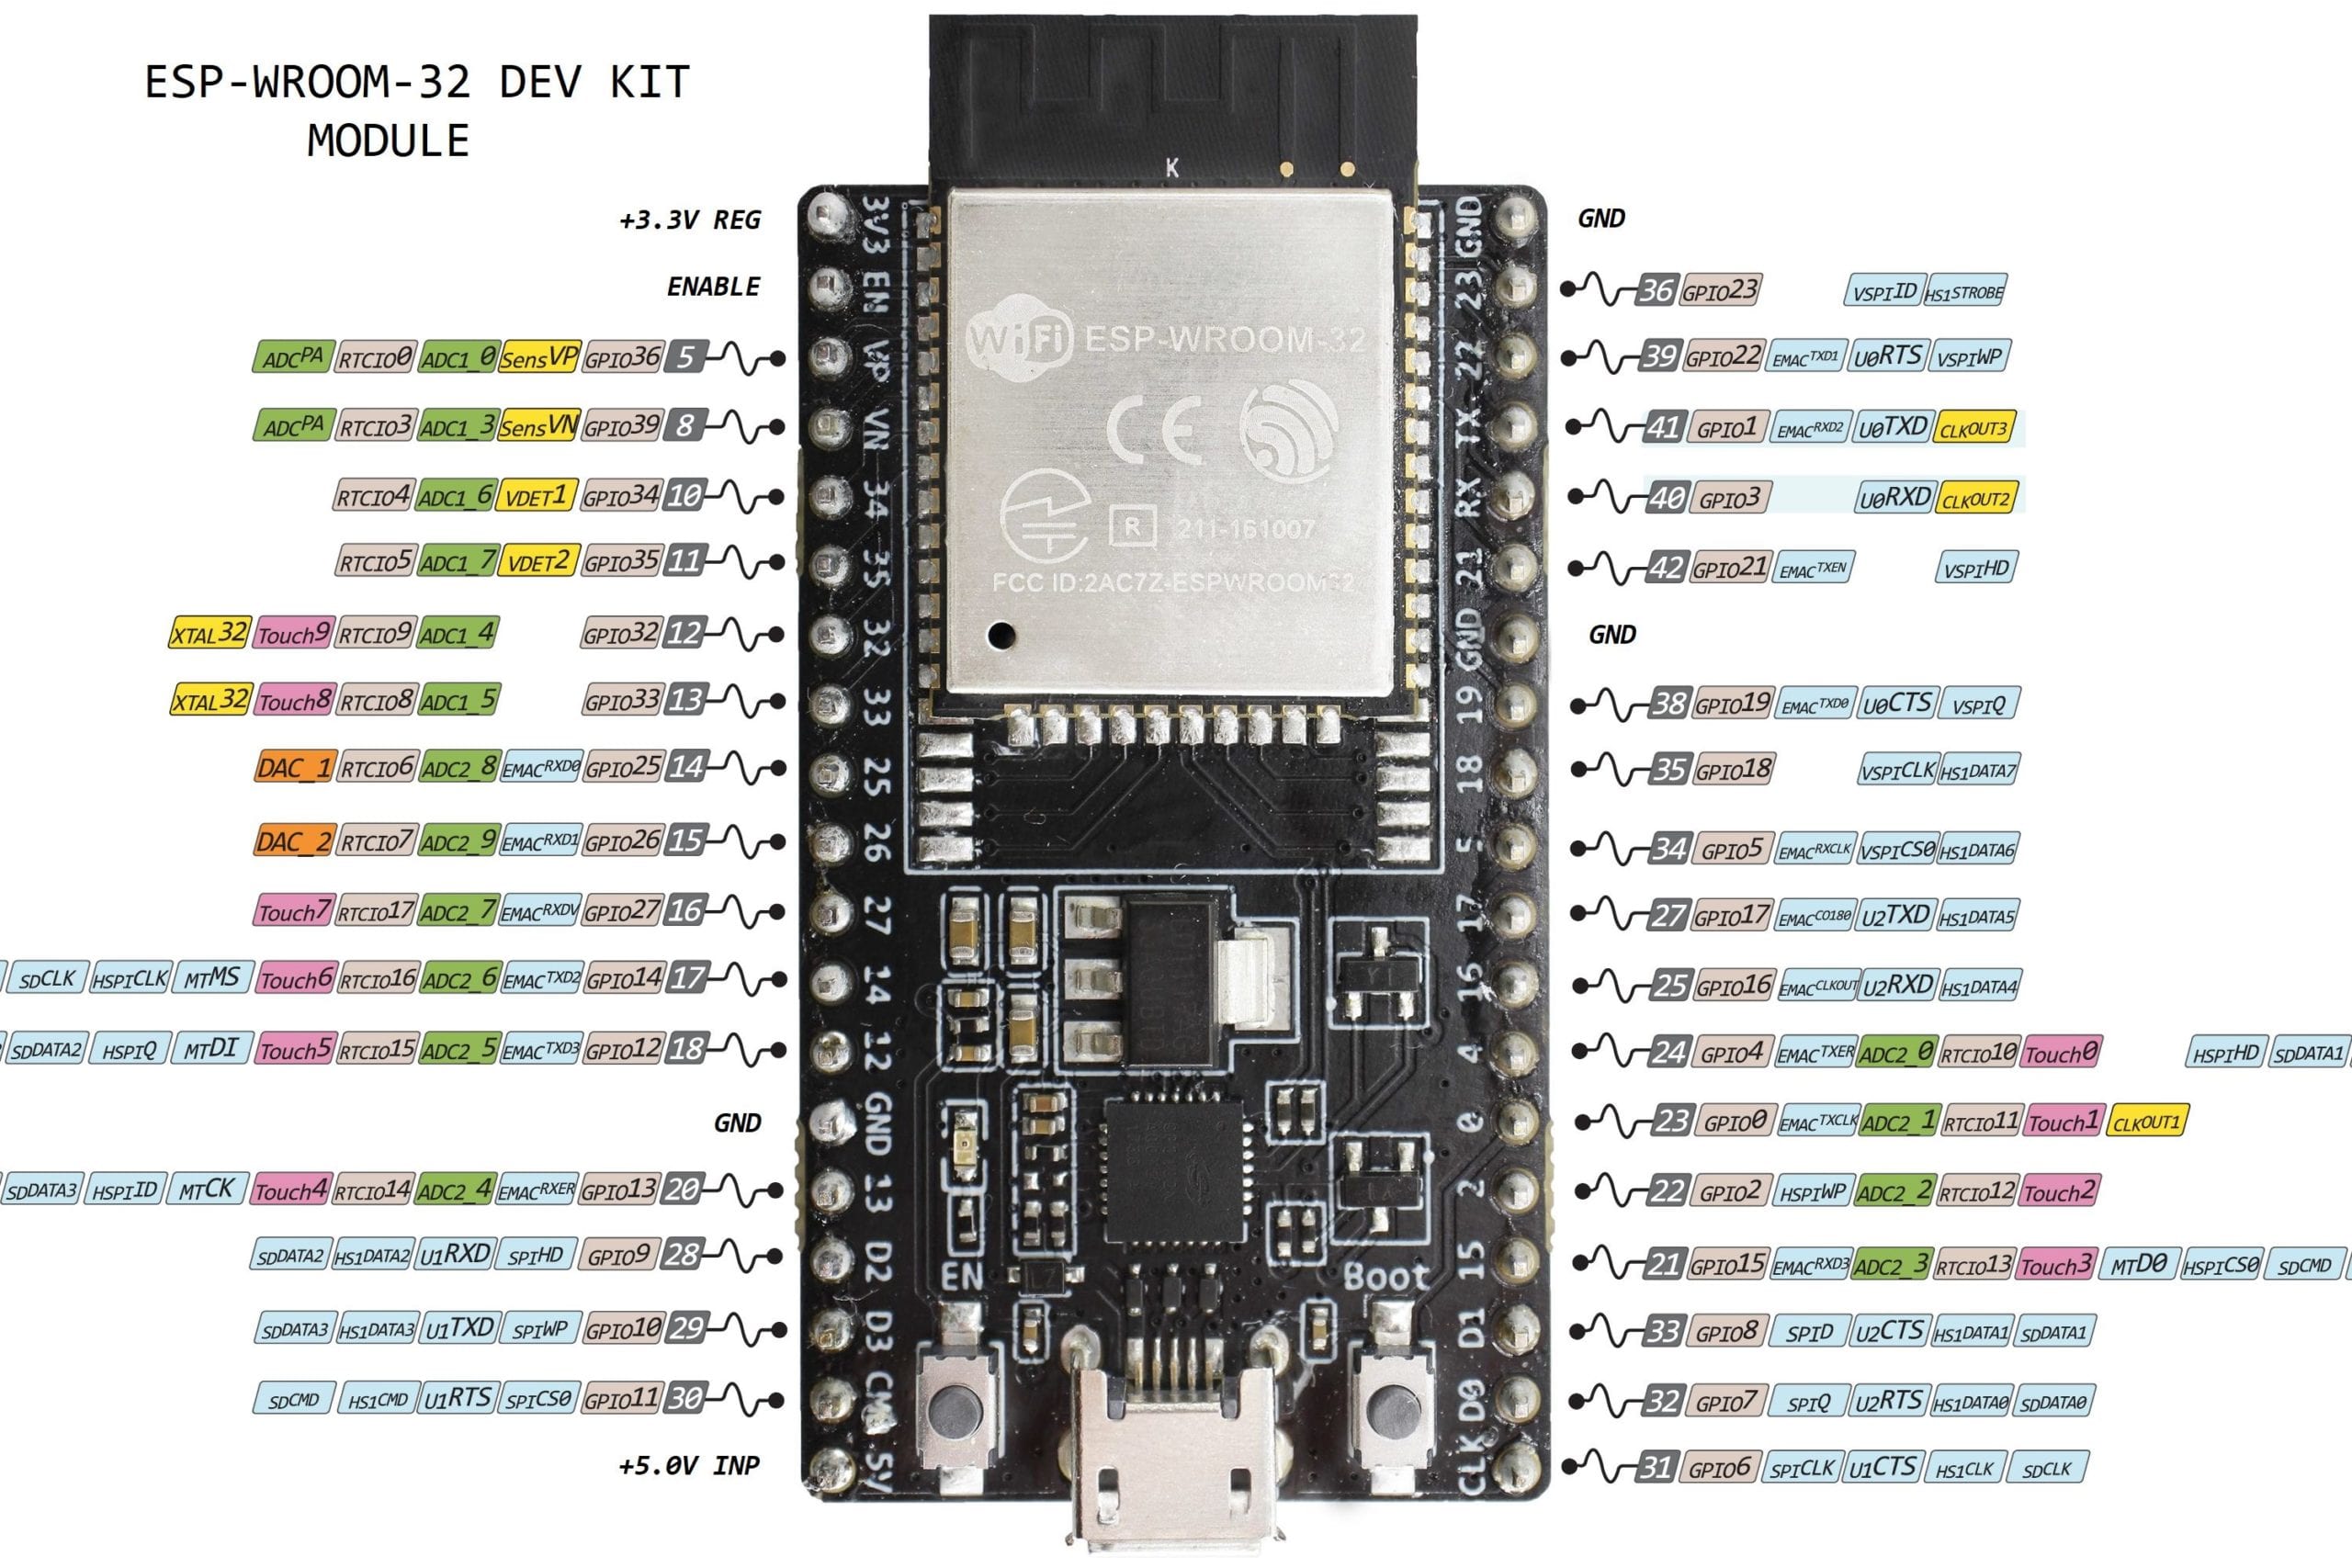 ESP-WROOM-32 DEV KIT
MODULE
K
+3.3V REG
3V3
GND
GND
ENABLE
EN
23
36 GPIO23 VSPIID HS1STROBE
ADCPA RTCIO0 ADC1_0 SensVP GPIO36 5
VP
WiFi ESP-WROOM-32
22
39 GPIO22 EMACTXD1 U0RTS VSPIWP
ADCPA RTCIO3 ADC1_3 SensVN GPIO39 8
VN
CE
TX
41 GPIO1 EMACRXD2 U0TXD CLKOUT3
RTCIO4 ADC1_6 VDET1 GPIO34 10
34
R 211-161007
RX
40 GPIO3 U0RXD CLKOUT2
RTCIO5 ADC1_7 VDET2 GPIO35 11
35
FCC ID:2AC7Z-ESPWROOM32
21
42 GPIO21 EMACTXEN VSPIHD
XTAL32 Touch9 RTCIO9 ADC1_4 GPIO32 12
32
GND
GND
XTAL32 Touch8 RTCIO8 ADC1_5 GPIO33 13
33
19
38 GPIO19 EMACTXD0 U0CTS VSPIQ
DAC_1 RTCIO6 ADC2_8 EMACRXD0 GPIO25 14
25
18
35 GPIO18 VSPICLK HS1DATA7
DAC_2 RTCIO7 ADC2_9 EMACRXD1 GPIO26 15
26
5
34 GPIO5 EMACRXCLK VSPICS0 HS1DATA6
Touch7 RTCIO17 ADC2_7 EMACRXDV GPIO27 16
27
17
27 GPIO17 EMACCO180 U2TXD HS1DATA5
SDCLK HSPICLK MTMS Touch6 RTCIO16 ADC2_6 EMACTXD2 GPIO14 17
14
16
25 GPIO16 EMACCLKOUT U2RXD HS1DATA4
SDDATA2 HSPIQ MTDI Touch5 RTCIO15 ADC2_5 EMACTXD3 GPIO12 18
12
4
24 GPIO4 EMACTXER ADC2_0 RTCIO10 Touch0 HSPIHD SDDATA1
GND
GND
0
23 GPIO0 EMACTXCLK ADC2_1 RTCIO11 Touch1 CLKOUT1
SDDATA3 HSPIID MTCK Touch4 RTCIO14 ADC2_4 EMACRXER GPIO13 20
13
2
22 GPIO2 HSPIWP ADC2_2 RTCIO12 Touch2
SDDATA2 HS1DATA2 U1RXD SPIHD GPIO9 28
D2
EN
Boot
15
21 GPIO15 EMACRXD3 ADC2_3 RTCIO13 Touch3 MTD0 HSPICS0 SDCMD
SDDATA3 HS1DATA3 U1TXD SPIWP GPIO10 29
D3
D1
33 GPIO8 SPID U2CTS HS1DATA1 SDDATA1
SDCMD HS1CMD U1RTS SPICS0 GPIO11 30
CMD
D0
32 GPIO7 SPIQ U2RTS HS1DATA0 SDDATA0
+5.0V INP
5V
CLK
31 GPIO6 SPICLK U1CTS HS1CLK SDCLK